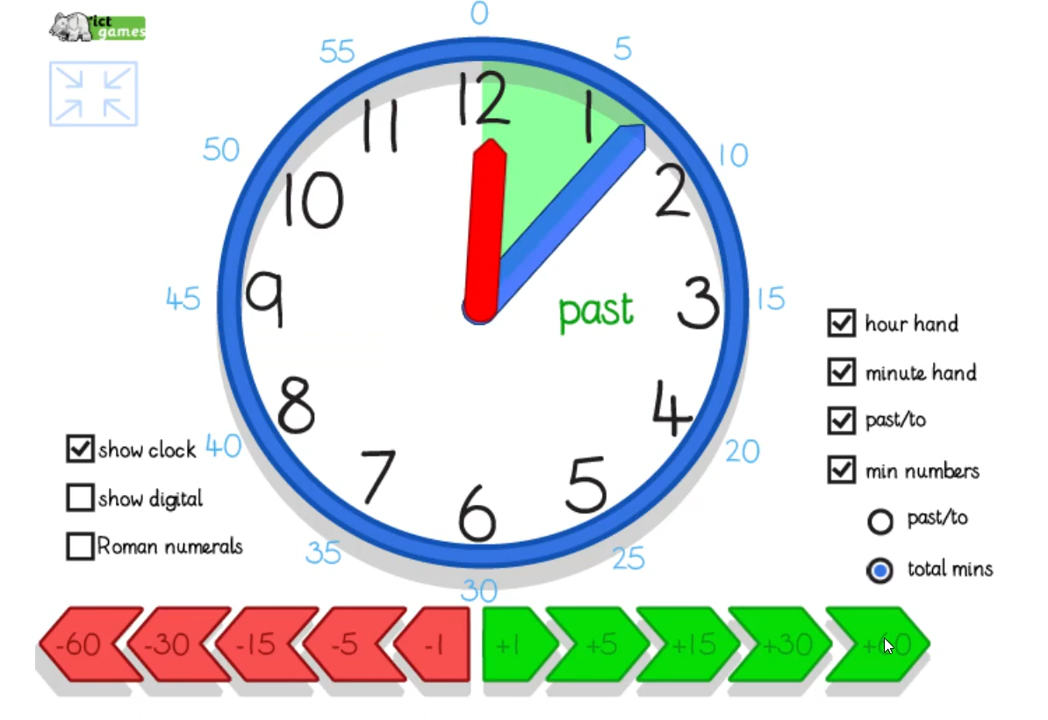 ict
games
0
55
5
12
11
1
50
10
10
2
45
9
3
15
past
hour hand
minute hand
8
4
past/to
show clock
40
20
7
5
min numbers
show digital
6
past/to
Roman numerals
35
25
total mins
30
-60
-30
-15
-5
-1
+1
+5
+15
+30
+60